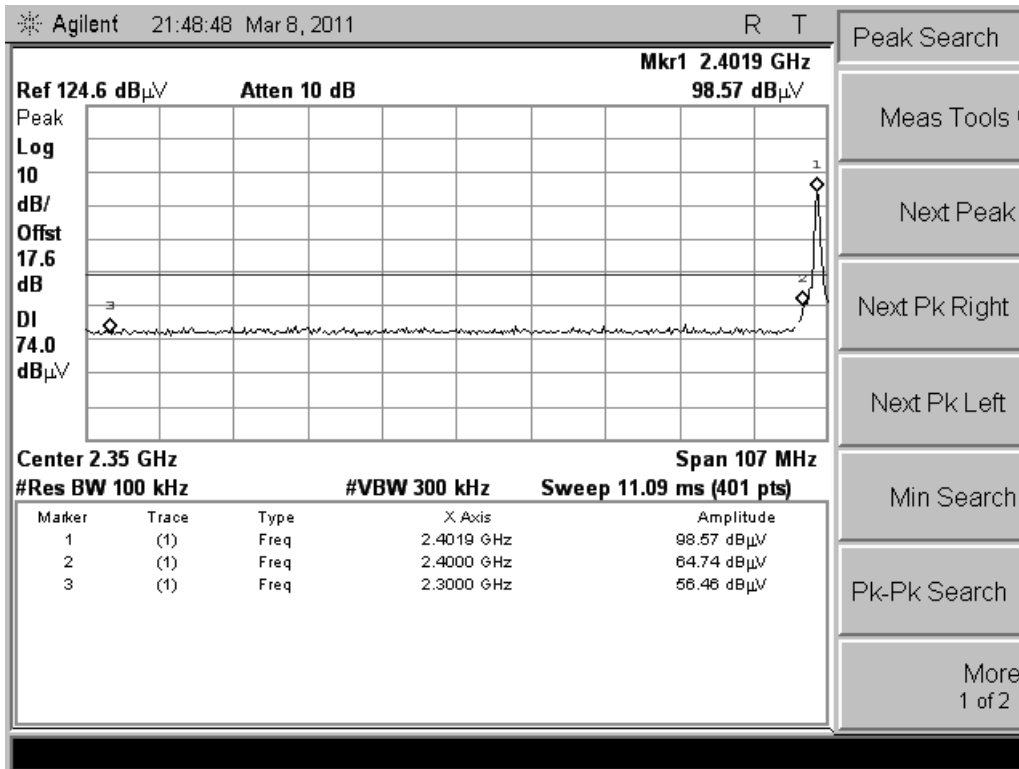 Agilent 21:48:48 Mar 8, 2011 R T
Mkr1 2.4019 GHz
Ref 124.6 dBμV Atten 10 dB 98.57 dBμV
Peak
Log
10
dB/
Offst
17.6
dB
DI
74.0
dBμV
1
2
3
Center 2.35 GHz Span 107 MHz
#Res BW 100 kHz #VBW 300 kHz Sweep 11.09 ms (401 pts)
Marker Trace Type X Axis Amplitude
1 (1) Freq 2.4019 GHz 98.57 dBμV
2 (1) Freq 2.4000 GHz 64.74 dBμV
3 (1) Freq 2.3000 GHz 56.46 dBμV
Peak Search
Meas Tools
Next Peak
Next Pk Right
Next Pk Left
Min Search
Pk-Pk Search
More
1 of 2